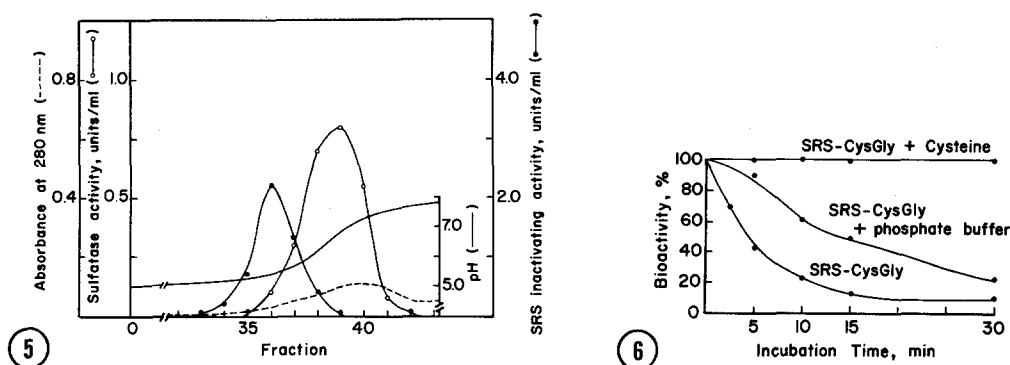 Absorbance at 280 nm (-----)
Sulfatase activity, units/ml (○—○)
0.8
0.4
1.0
0.5
SRS inactivating activity, units/ml (●—●)
4.0
2.0
7.0
5.0
pH (——)
0
35
40
Fraction
5
Bioactivity, %
100
80
60
40
20
SRS-CysGly + Cysteine
SRS-CysGly
+ phosphate buffer
SRS-CysGly
5
10
15
30
Incubation Time, min
6